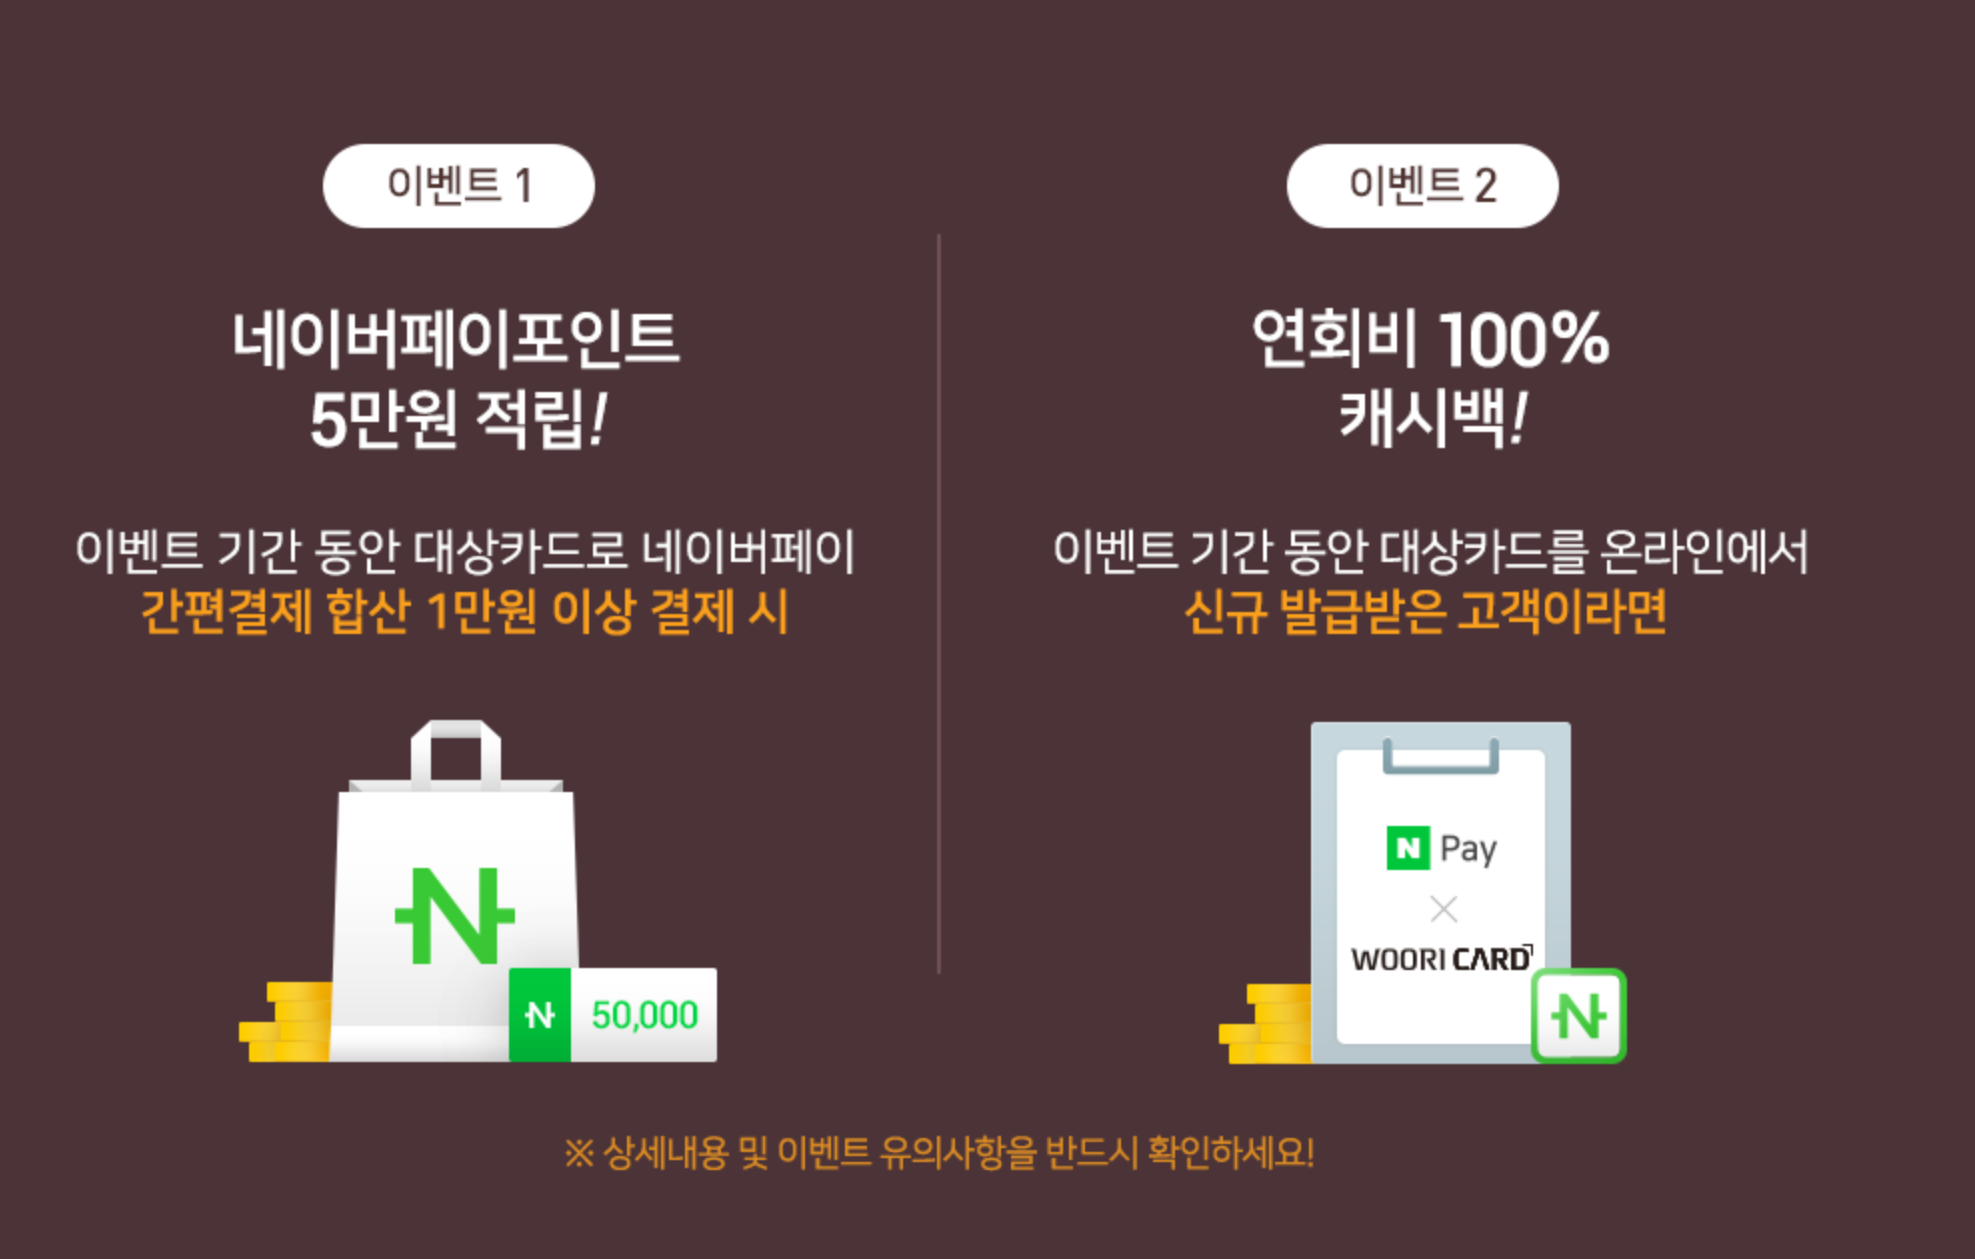 이벤트 1
네이버페이포인트
5만원 적립!
이벤트 기간 동안 대상카드로 네이버페이
간편결제 합산 1만원 이상 결제 시
N
N 50,000
이벤트 2
연회비 100%
캐시백!
이벤트 기간 동안 대상카드를 온라인에서
신규 발급받은 고객이라면
N Pay
×
WOORI CARD
N
※ 상세내용 및 이벤트 유의사항을 반드시 확인하세요!